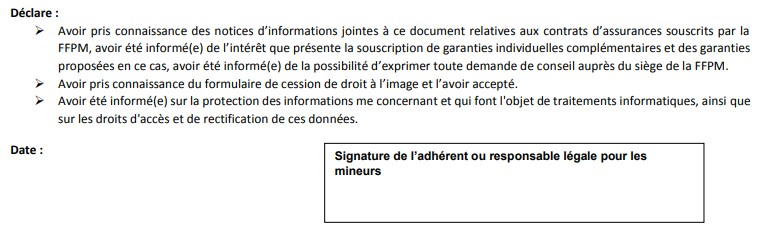 Déclare :
➢ Avoir pris connaissance des notices d'informations jointes à ce document relatives aux contrats d'assurances souscrits par la
FFPM, avoir été informé(e) de l'intérêt que présente la souscription de garanties individuelles complémentaires et des garanties
proposées en ce cas, avoir été informé(e) de la possibilité d'exprimer toute demande de conseil auprès du siège de la FFPM.
➢ Avoir pris connaissance du formulaire de cession de droit à l'image et l'avoir accepté.
➢ Avoir été informé(e) sur la protection des informations me concernant et qui font l'objet de traitements informatiques, ainsi que
sur les droits d'accès et de rectification de ces données.
Date :
Signature de l'adhérent ou responsable légale pour les
mineurs